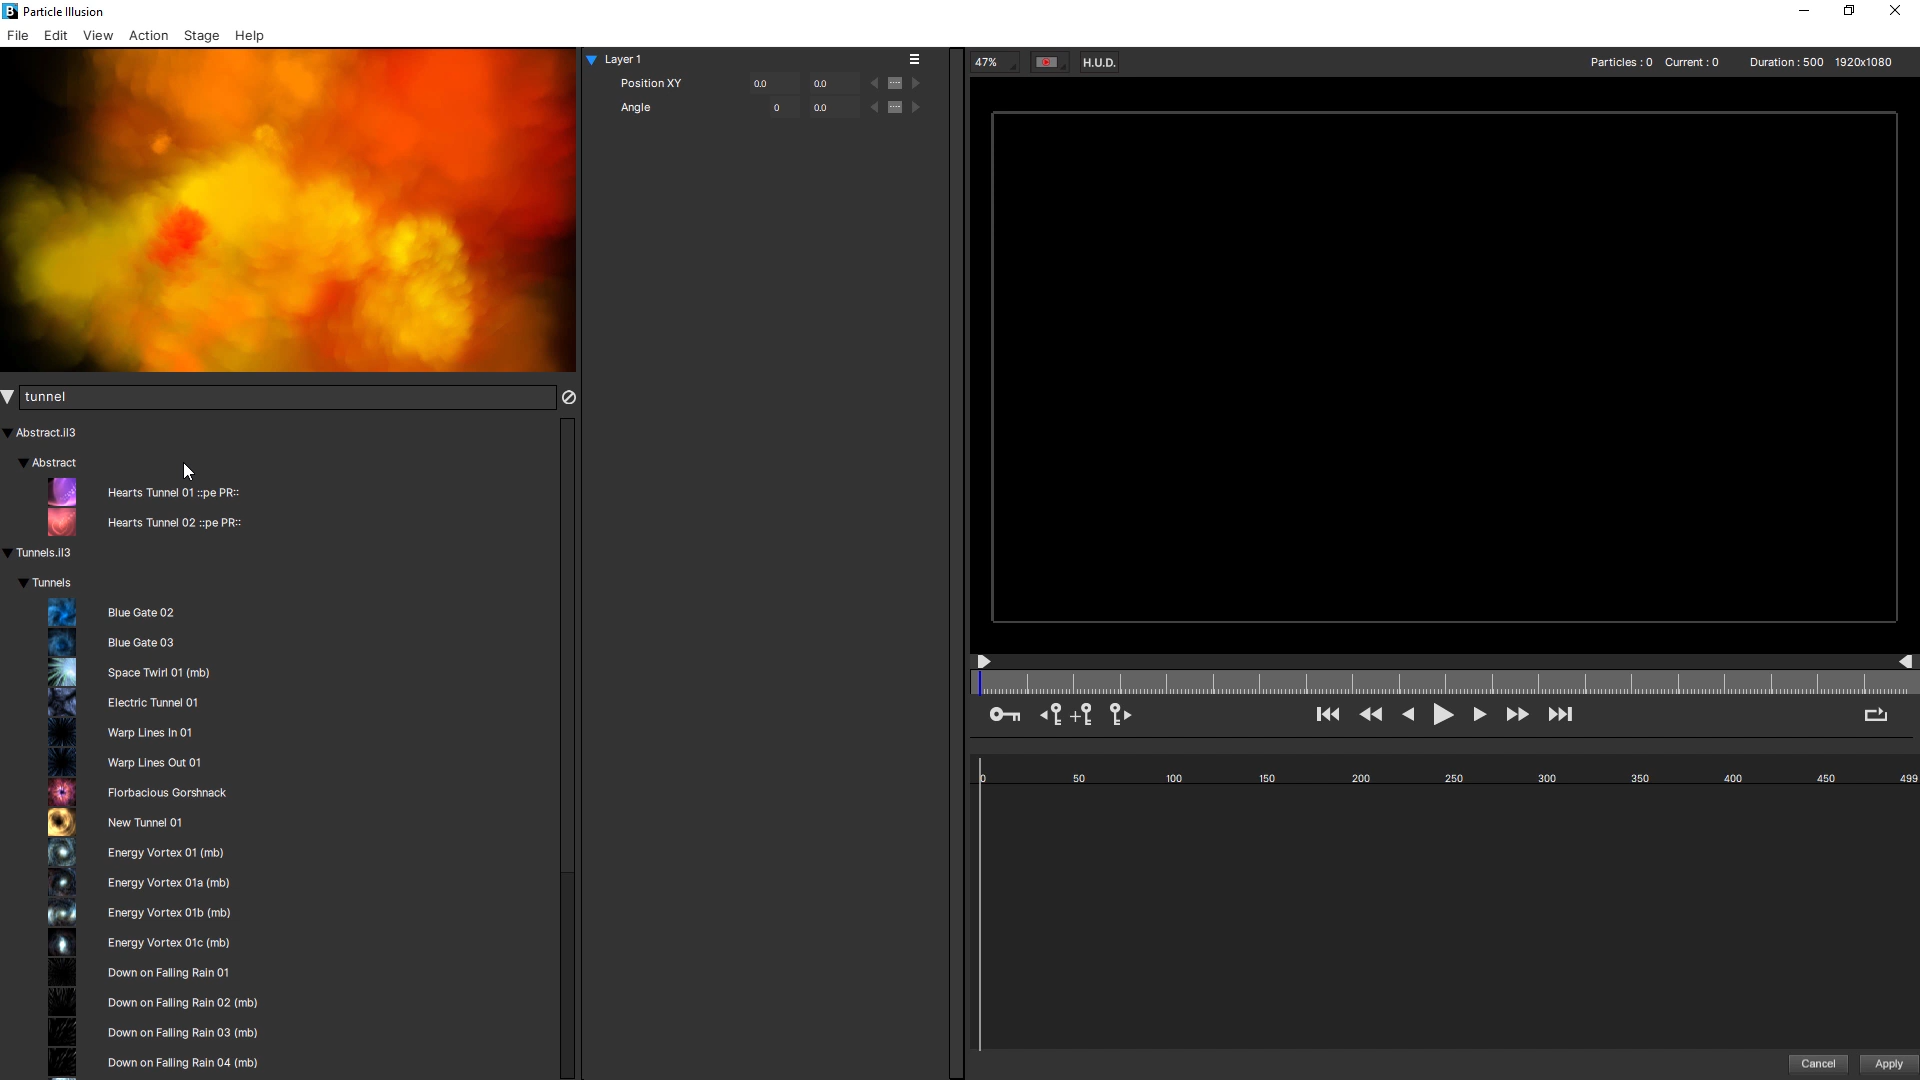 Particle Illusion
File Edit View Action Stage Help
Layer 1
Position XY 0.0 0.0
Angle 0 0.0
47% H.U.D. Particles : 0 Current : 0 Duration : 500 1920x1080
tunnel
Abstract.il3
Abstract
Hearts Tunnel 01 ::pe PR::
Hearts Tunnel 02 ::pe PR::
Tunnels.il3
Tunnels
Blue Gate 02
Blue Gate 03
Space Twirl 01 (mb)
Electric Tunnel 01
Warp Lines In 01
Warp Lines Out 01
Florbacious Gorshnack
New Tunnel 01
Energy Vortex 01 (mb)
Energy Vortex 01a (mb)
Energy Vortex 01b (mb)
Energy Vortex 01c (mb)
Down on Falling Rain 01
Down on Falling Rain 02 (mb)
Down on Falling Rain 03 (mb)
Down on Falling Rain 04 (mb)
0 50 100 150 200 250 300 350 400 450 499
Cancel Apply